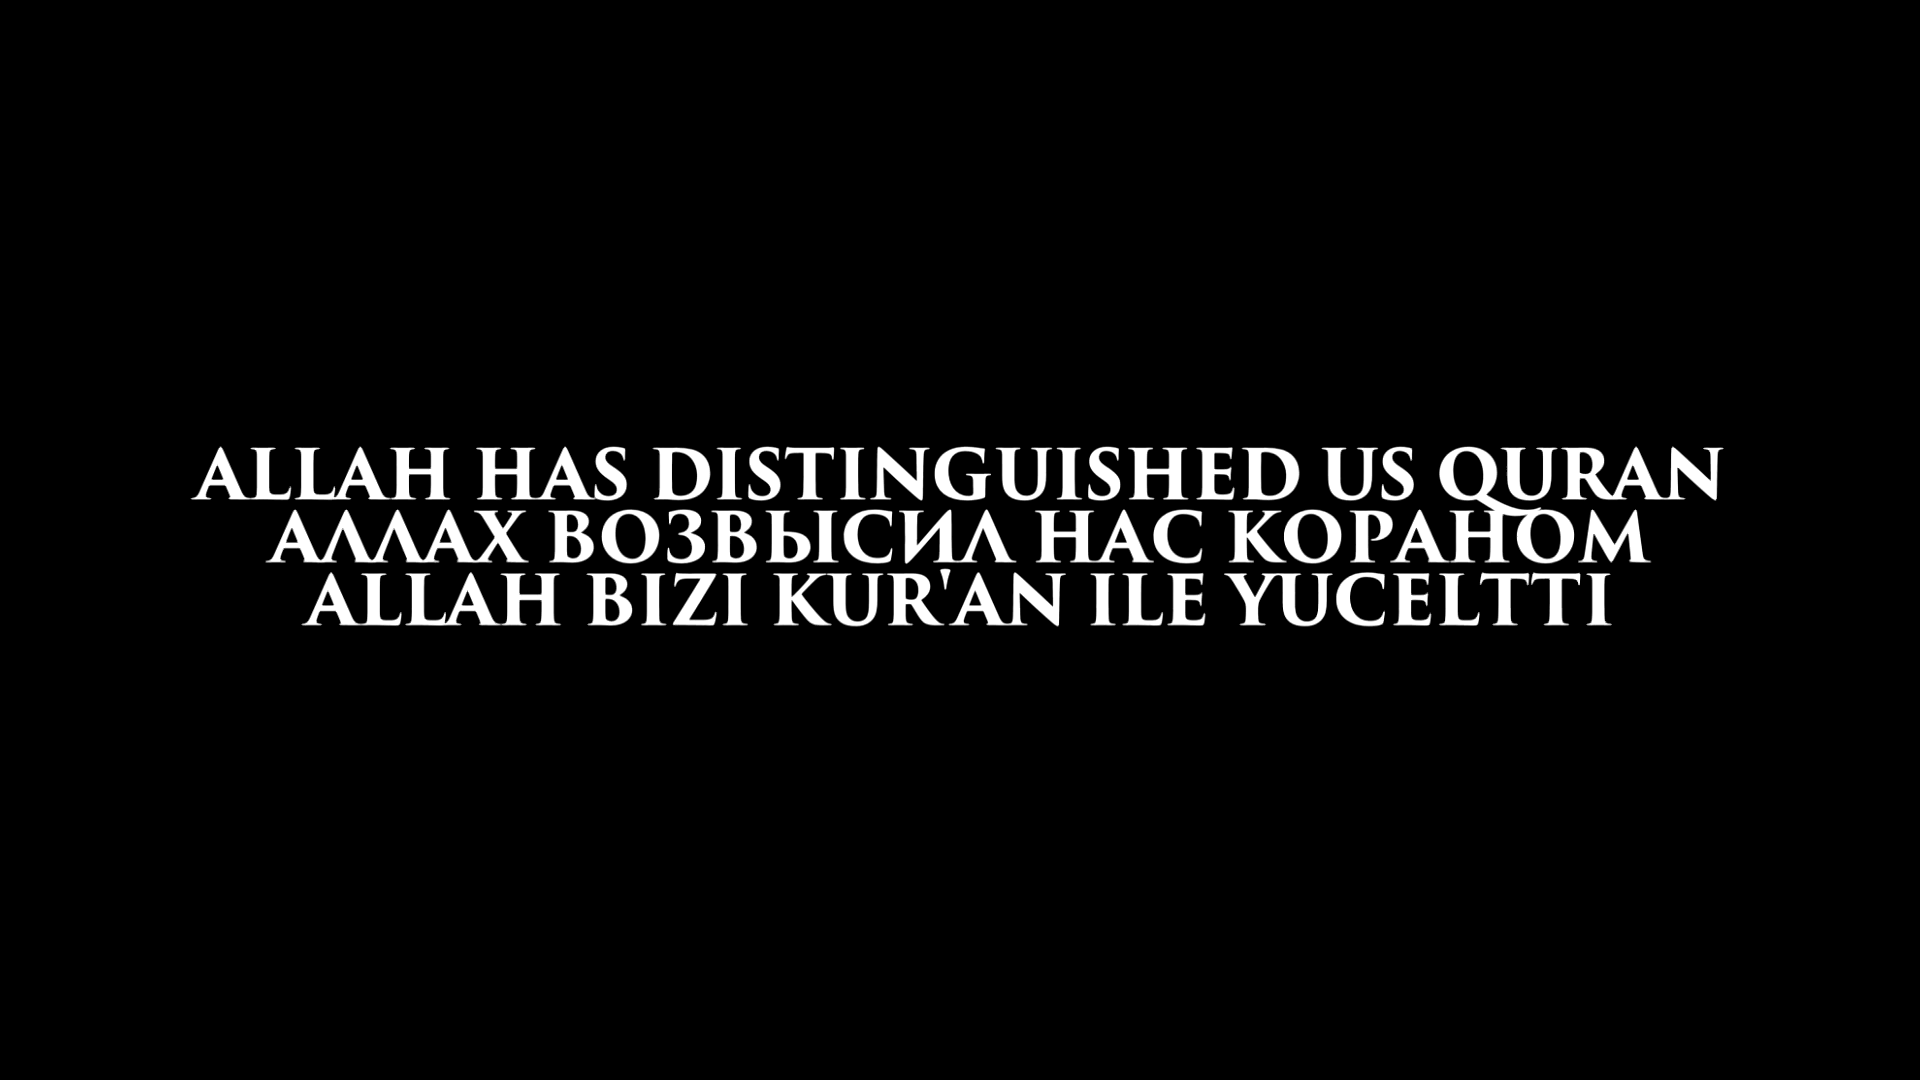 ALLAH HAS DISTINGUISHED US QURAN
АЛЛАХ ВОЗВЫСИЛ НАС КОРАНОМ
ALLAH BIZI KUR'AN ILE YUCELTTI